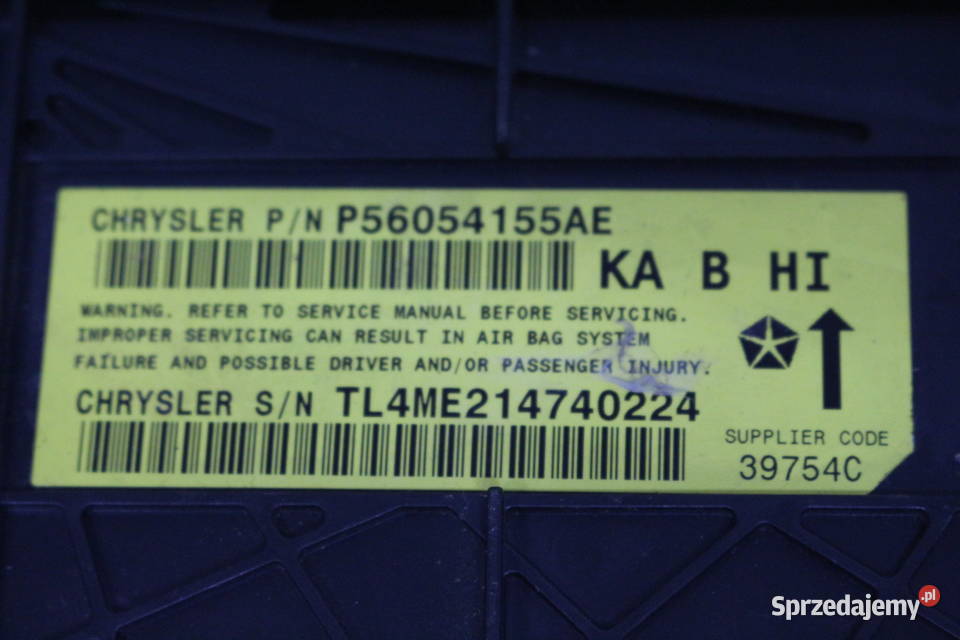 CHRYSLER P/N P56054155AE
KA B HI
WARNING. REFER TO SERVICE MANUAL BEFORE SERVICING.
IMPROPER SERVICING CAN RESULT IN AIR BAG SYSTEM
FAILURE AND POSSIBLE DRIVER AND/OR PASSENGER INJURY.
CHRYSLER S/N TL4ME214740224
SUPPLIER CODE
39754C
Sprzedajemy.pl